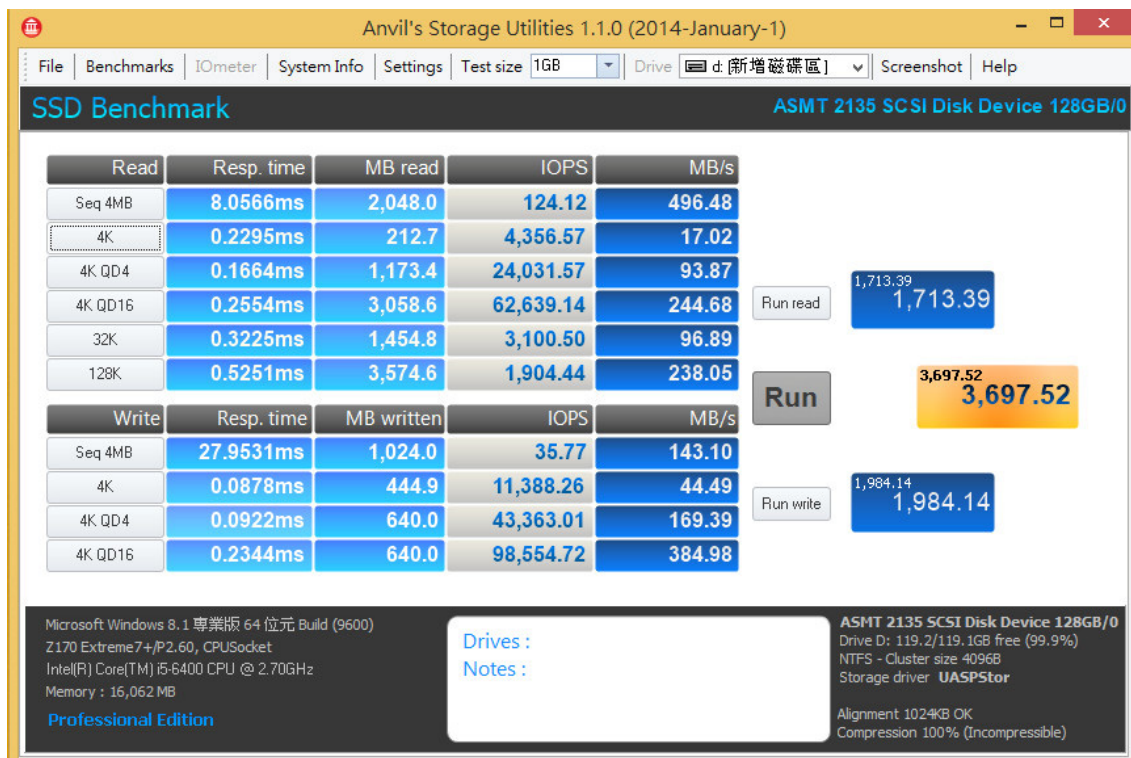 Anvil's Storage Utilities 1.1.0 (2014-January-1)
File Benchmarks IOmeter System Info Settings Test size 1GB Drive d: [新增磁碟區] Screenshot Help
SSD Benchmark ASMT 2135 SCSI Disk Device 128GB/0
Read Resp. time MB read IOPS MB/s
Seq 4MB 8.0566ms 2,048.0 124.12 496.48
4K 0.2295ms 212.7 4,356.57 17.02
4K QD4 0.1664ms 1,173.4 24,031.57 93.87
4K QD16 0.2554ms 3,058.6 62,639.14 244.68
32K 0.3225ms 1,454.8 3,100.50 96.89
128K 0.5251ms 3,574.6 1,904.44 238.05
Run read
1,713.39
1,713.39
Run
3,697.52
3,697.52
Write Resp. time MB written IOPS MB/s
Seq 4MB 27.9531ms 1,024.0 35.77 143.10
4K 0.0878ms 444.9 11,388.26 44.49
4K QD4 0.0922ms 640.0 43,363.01 169.39
4K QD16 0.2344ms 640.0 98,554.72 384.98
Run write
1,984.14
1,984.14
Microsoft Windows 8.1 專業版 64 位元 Build (9600)
Z170 Extreme7+/P2.60, CPUSocket
Intel(R) Core(TM) i5-6400 CPU @ 2.70GHz
Memory : 16,062 MB
Professional Edition
Drives :
Notes :
ASMT 2135 SCSI Disk Device 128GB/0
Drive D: 119.2/119.1GB free (99.9%)
NTFS - Cluster size 4096B
Storage driver UASPStor
Alignment 1024KB OK
Compression 100% (Incompressible)